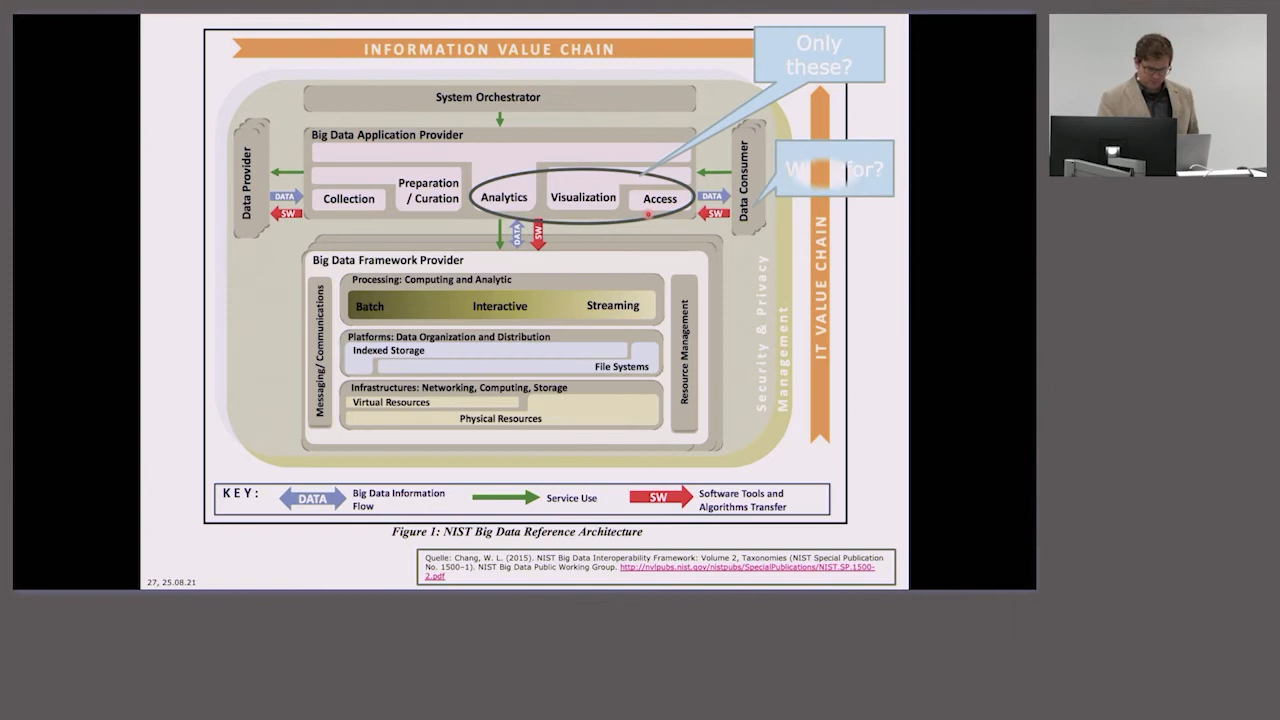 INFORMATION VALUE CHAIN
Only
these?
System Orchestrator
Big Data Application Provider
Data Provider
Data Consumer
for?
Collection
Preparation
/ Curation
Analytics
Visualization
Access
DATA
SW
DATA
SW
DATA
SW
Big Data Framework Provider
Messaging/ Communications
Processing: Computing and Analytic
Batch
Interactive
Streaming
Platforms: Data Organization and Distribution
Indexed Storage
File Systems
Infrastructures: Networking, Computing, Storage
Virtual Resources
Physical Resources
Resource Management
Security & Privacy
Management
IT VALUE CHAIN
KEY:
DATA
Big Data Information
Flow
Service Use
SW
Software Tools and
Algorithms Transfer
Figure 1: NIST Big Data Reference Architecture
Quelle: Chang, W. L. (2015). NIST Big Data Interoperability Framework: Volume 2, Taxonomies (NIST Special Publication
No. 1500–1). NIST Big Data Public Working Group. http://nvlpubs.nist.gov/nistpubs/SpecialPublications/NIST.SP.1500-
2.pdf
27, 25.08.21